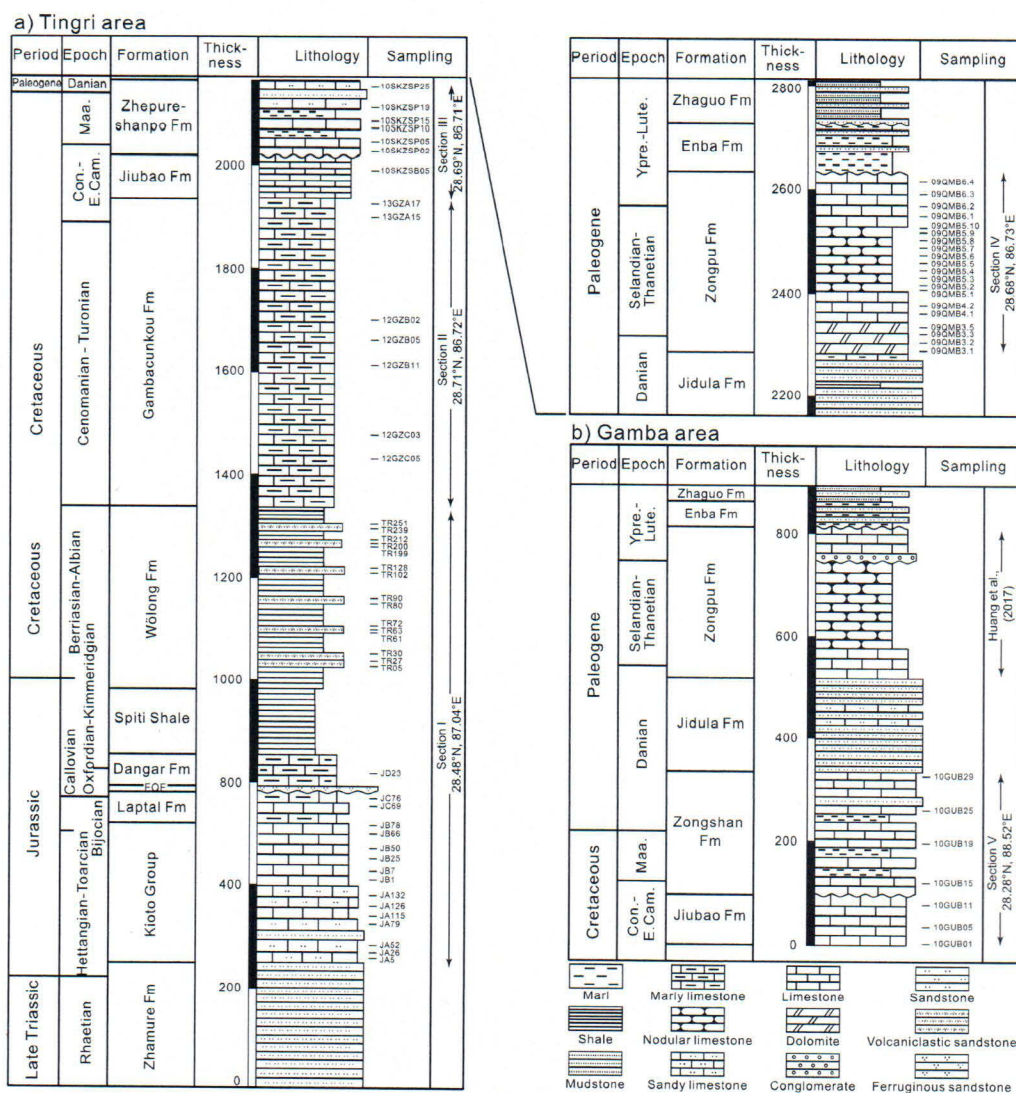 a) Tingri area
Period Epoch Formation Thick-ness Lithology Sampling
Paleogene Danian
Cretaceous
Maa.
Zhepure-
shanpo Fm
Con.-
E.Cam.
Jiubao Fm
Cenomanian - Turonian
Gambacunkou Fm
Cretaceous
Berriasian-Albian
Wölong Fm
Jurassic
Oxfordian-Kimmeridgian
Callovian
Spiti Shale
Dangar Fm
FOF
Bijocian
Laptal Fm
Hettangian-Toarcian
Kioto Group
Late Triassic
Rhaetian
Zhamure Fm
2000
1800
1600
1400
1200
1000
800
600
400
200
0
10SKZSP25
10SKZSP19
10SKZSP15
10SKZSP10
10SKZSP05
10SKZSP02
10SKZSB05
13GZA17
13GZA15
12GZB02
12GZB05
12GZB11
12GZC03
12GZC05
TR251
TR239
TR212
TR200
TR199
TR128
TR102
TR90
TR80
TR72
TR63
TR61
TR30
TR27
TR05
JD23
JC76
JC69
JB78
JB66
JB50
JB25
JB7
JB1
JA132
JA126
JA115
JA79
JA52
JA26
JA5
Section III
28.69°N, 86.71°E
Section II
28.71°N, 86.72°E
Section I
28.48°N, 87.04°E
Period Epoch Formation Thick-ness Lithology Sampling
Paleogene
Ypre.-Lute.
Selandian-
Thanetian
Danian
Zhaguo Fm
Enba Fm
Zongpu Fm
Jidula Fm
2800
2600
2400
2200
09QMB6.4
09QMB6.3
09QMB6.2
09QMB6.1
09QMB5.10
09QMB5.9
09QMB5.8
09QMB5.7
09QMB5.6
09QMB5.5
09QMB5.4
09QMB5.3
09QMB5.2
09QMB5.1
09QMB4.2
09QMB4.1
09QMB3.5
09QMB3.3
09QMB3.2
09QMB3.1
Section IV
28.68°N, 86.73°E
b) Gamba area
Period Epoch Formation Thick-ness Lithology Sampling
Paleogene
Ypre.-
Lute.
Selandian-
Thanetian
Danian
Cretaceous
Maa.
Con.-
E.Cam.
Zhaguo Fm
Enba Fm
Zongpu Fm
Jidula Fm
Zongshan
Fm
Jiubao Fm
800
600
400
200
0
Huang et al.,
(2017)
10GUB29
10GUB25
10GUB19
10GUB15
10GUB11
10GUB05
10GUB01
Section V
28.28°N, 88.52°E
Marl Marly limestone Limestone Sandstone
Shale Nodular limestone Dolomite Volcaniclastic sandstone
Mudstone Sandy limestone Conglomerate Ferruginous sandstone